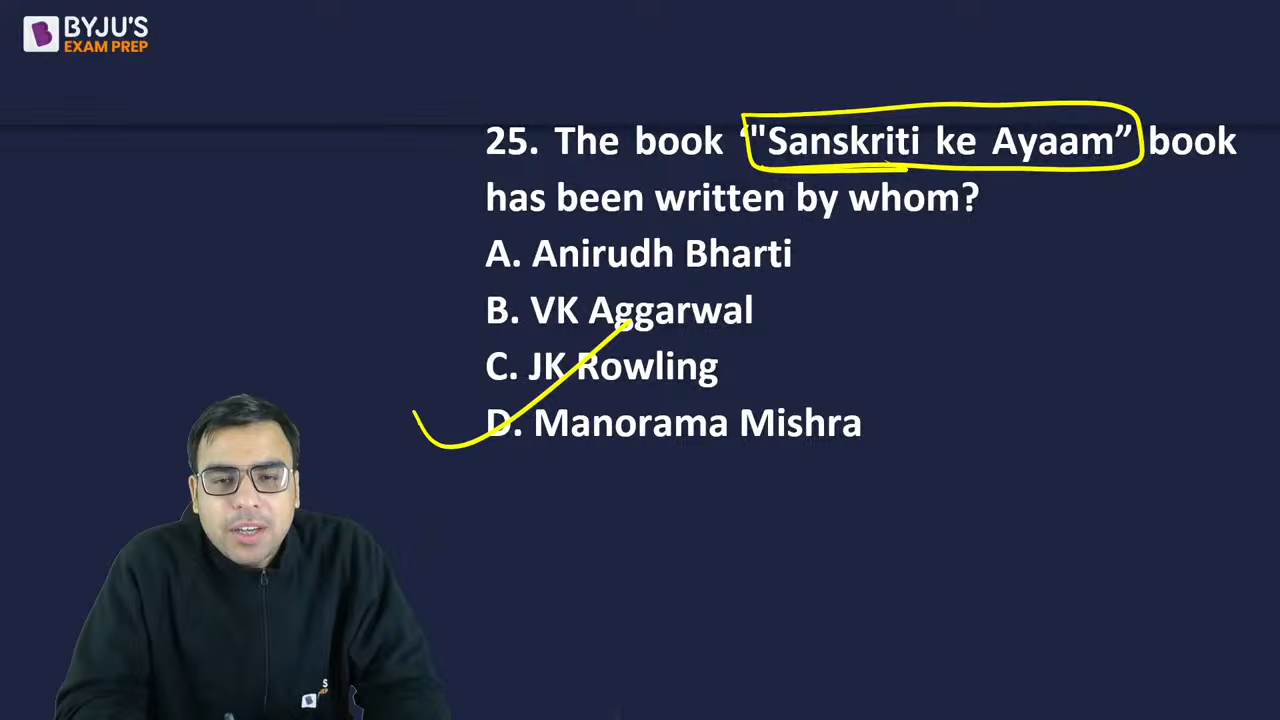 BYJU'S
EXAM PREP
25. The book ‘"Sanskriti ke Ayaam” book
has been written by whom?
A. Anirudh Bharti
B. VK Aggarwal
C. JK Rowling
D. Manorama Mishra